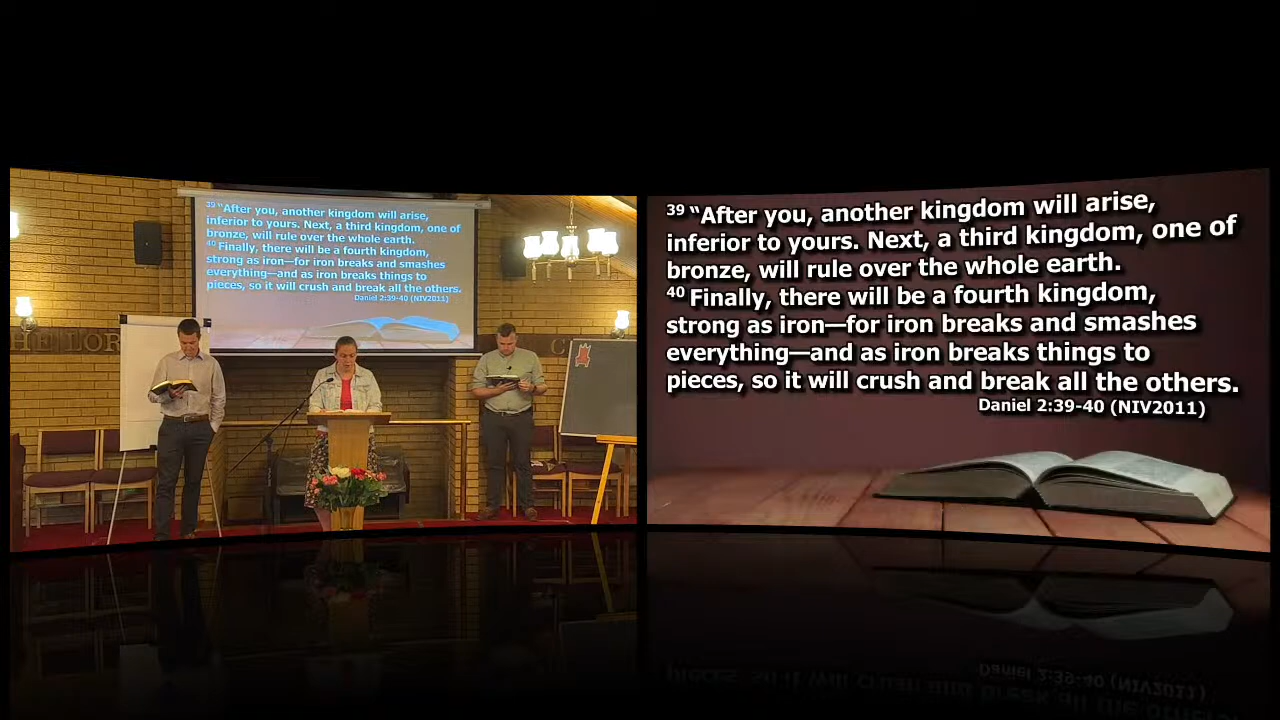 39 “After you, another kingdom will arise,
inferior to yours. Next, a third kingdom, one of
bronze, will rule over the whole earth.
40 Finally, there will be a fourth kingdom,
strong as iron—for iron breaks and smashes
everything—and as iron breaks things to
pieces, so it will crush and break all the others.
Daniel 2:39-40 (NIV2011)
HE LOR
C
39 “After you, another kingdom will arise,
inferior to yours. Next, a third kingdom, one of
bronze, will rule over the whole earth.
40 Finally, there will be a fourth kingdom,
strong as iron—for iron breaks and smashes
everything—and as iron breaks things to
pieces, so it will crush and break all the others.
Daniel 2:39-40 (NIV2011)